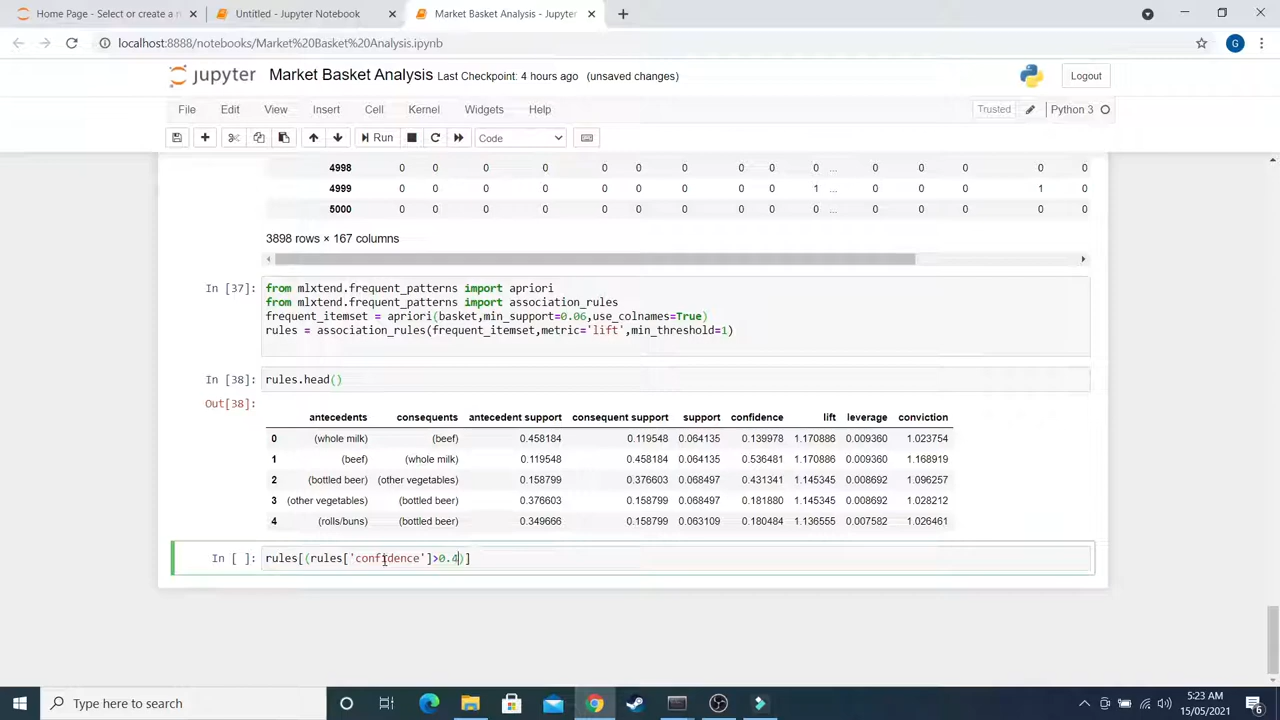 Home Page - Select or create a n
Untitled - Jupyter Notebook
Market Basket Analysis - Jupyter
localhost:8888/notebooks/Market%20Basket%20Analysis.ipynb
G
jupyter Market Basket Analysis Last Checkpoint: 4 hours ago (unsaved changes)
Logout
File Edit View Insert Cell Kernel Widgets Help
Trusted Python 3
Run Code
4998 0 0 0 0 0 0 0 0 0 0 ... 0 0 0 0 0
4999 0 0 0 0 0 0 0 0 0 1 ... 0 0 0 1 0
5000 0 0 0 0 0 0 0 0 0 0 ... 0 0 0 0 0
3898 rows × 167 columns
In [37]: from mlxtend.frequent_patterns import apriori
from mlxtend.frequent_patterns import association_rules
frequent_itemset = apriori(basket,min_support=0.06,use_colnames=True)
rules = association_rules(frequent_itemset,metric='lift',min_threshold=1)
In [38]: rules.head()
Out[38]:
antecedents consequents antecedent support consequent support support confidence lift leverage conviction
0 (whole milk) (beef) 0.458184 0.119548 0.064135 0.139978 1.170886 0.009360 1.023754
1 (beef) (whole milk) 0.119548 0.458184 0.064135 0.536481 1.170886 0.009360 1.168919
2 (bottled beer) (other vegetables) 0.158799 0.376603 0.068497 0.431341 1.145345 0.008692 1.096257
3 (other vegetables) (bottled beer) 0.376603 0.158799 0.068497 0.181880 1.145345 0.008692 1.028212
4 (rolls/buns) (bottled beer) 0.349666 0.158799 0.063109 0.180484 1.136555 0.007582 1.026461
In [ ]: rules[(rules['confidence']>0.4)]
Type here to search
5:23 AM
15/05/2021
6